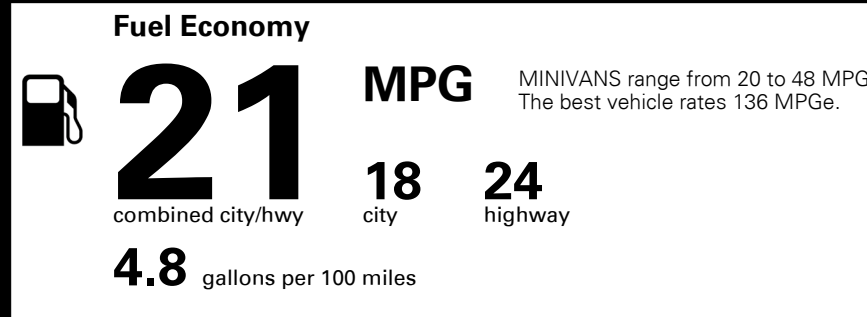 Fuel Economy
21 MPG
MINIVANS range from 20 to 48 MPG
The best vehicle rates 136 MPGe.
18 24
combined city/hwy city highway
4.8 gallons per 100 miles